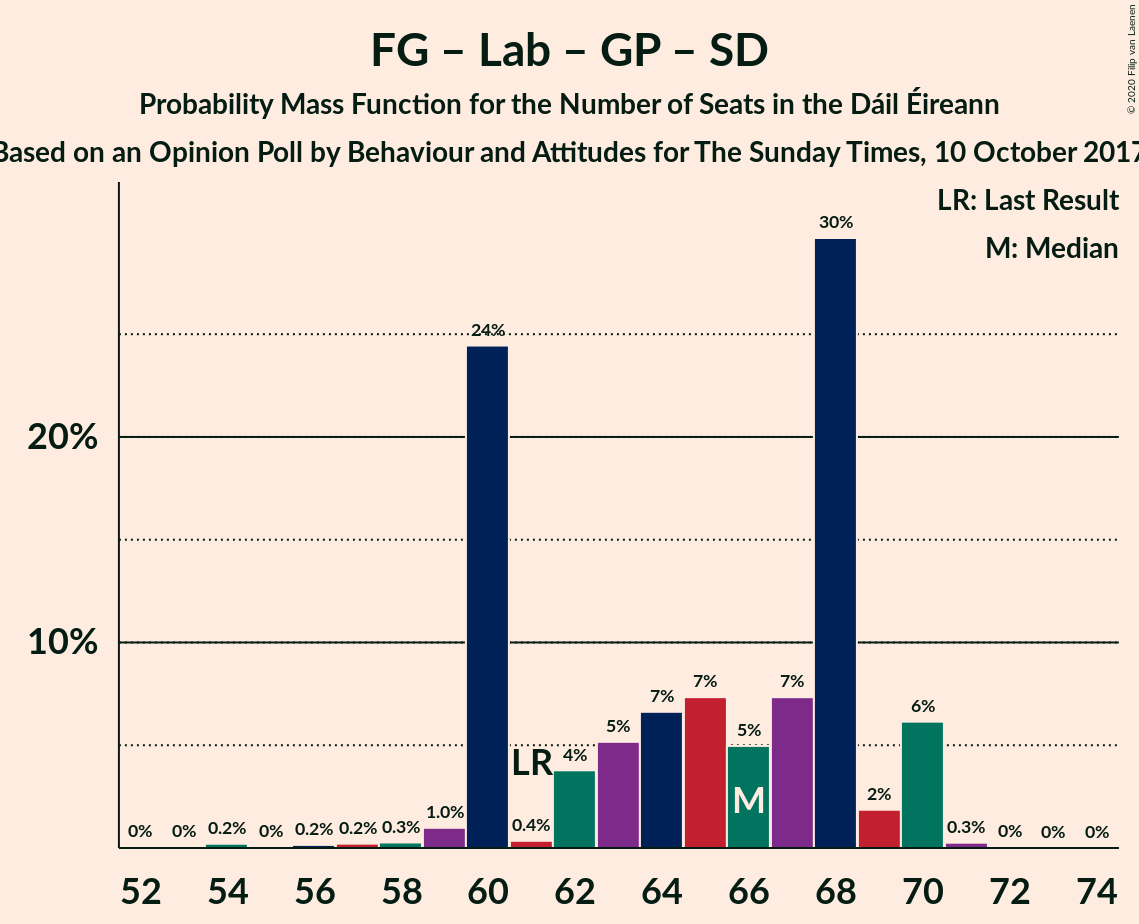 FG – Lab – GP – SD
Probability Mass Function for the Number of Seats in the Dáil Éireann
Based on an Opinion Poll by Behaviour and Attitudes for The Sunday Times, 10 October 2017
© 2020 Filip van Laenen
LR: Last Result
M: Median
20%
10%
0% 0% 0.2% 0% 0.2% 0.2% 0.3% 1.0% 24% 0.4% 4% 5% 7% 7% 5% 7% 30% 2% 6% 0.3% 0% 0% 0%
LR
M
52 54 56 58 60 62 64 66 68 70 72 74